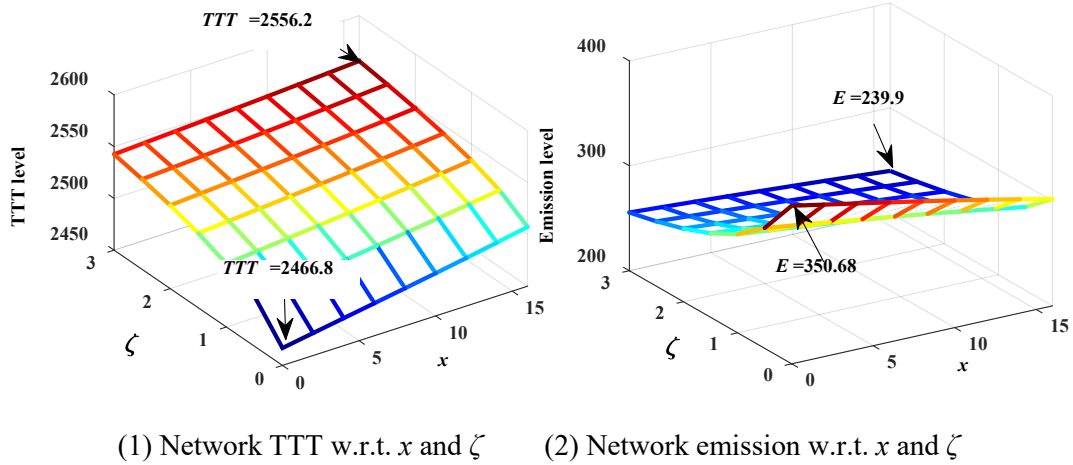 TTT =2556.2
2600
2550
2500
2450
TTT level
TTT =2466.8
3
2
1
0
ζ
0
5
10
15
x
400
300
200
Emission level
E =239.9
E =350.68
3
2
1
0
ζ
0
5
10
15
x
(1) Network TTT w.r.t. x and ζ
(2) Network emission w.r.t. x and ζ